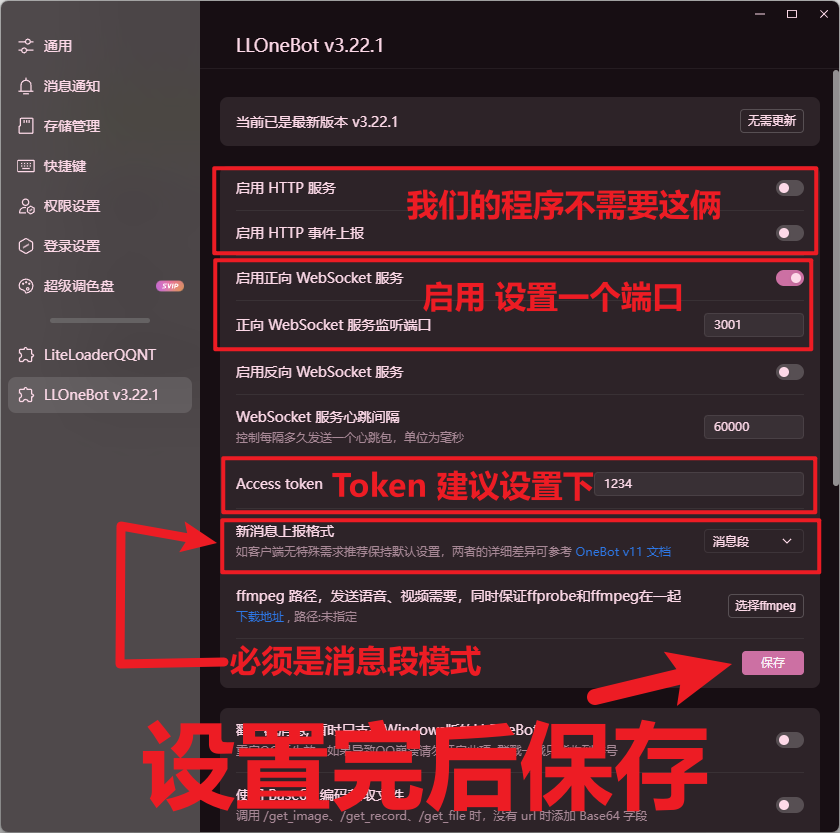 通用
消息通知
存储管理
快捷键
权限设置
登录设置
超级调色盘 SVIP
LiteLoaderQQNT
LLOneBot v3.22.1
LLOneBot v3.22.1
当前已是最新版本 v3.22.1 无需更新
启用 HTTP 服务
我们的程序不需要这俩
启用 HTTP 事件上报
启用正向 WebSocket 服务
启用 设置一个端口
正向 WebSocket 服务监听端口 3001
启用反向 WebSocket 服务
WebSocket 服务心跳间隔 60000
控制每隔多久发送一个心跳包，单位为毫秒
Access token Token 建议设置下 1234
新消息上报格式 消息段
如客户端无特殊需求推荐保持默认设置，两者的详细差异可参考 OneBot v11 文档
ffmpeg 路径，发送语音、视频需要，同时保证ffprobe和ffmpeg在一起 选择ffmpeg
下载地址 , 路径:未指定
必须是消息段模式
保存
设置完后保存
调用 /get_image、/get_record、/get_file 时，没有 url 时添加 Base64 字段